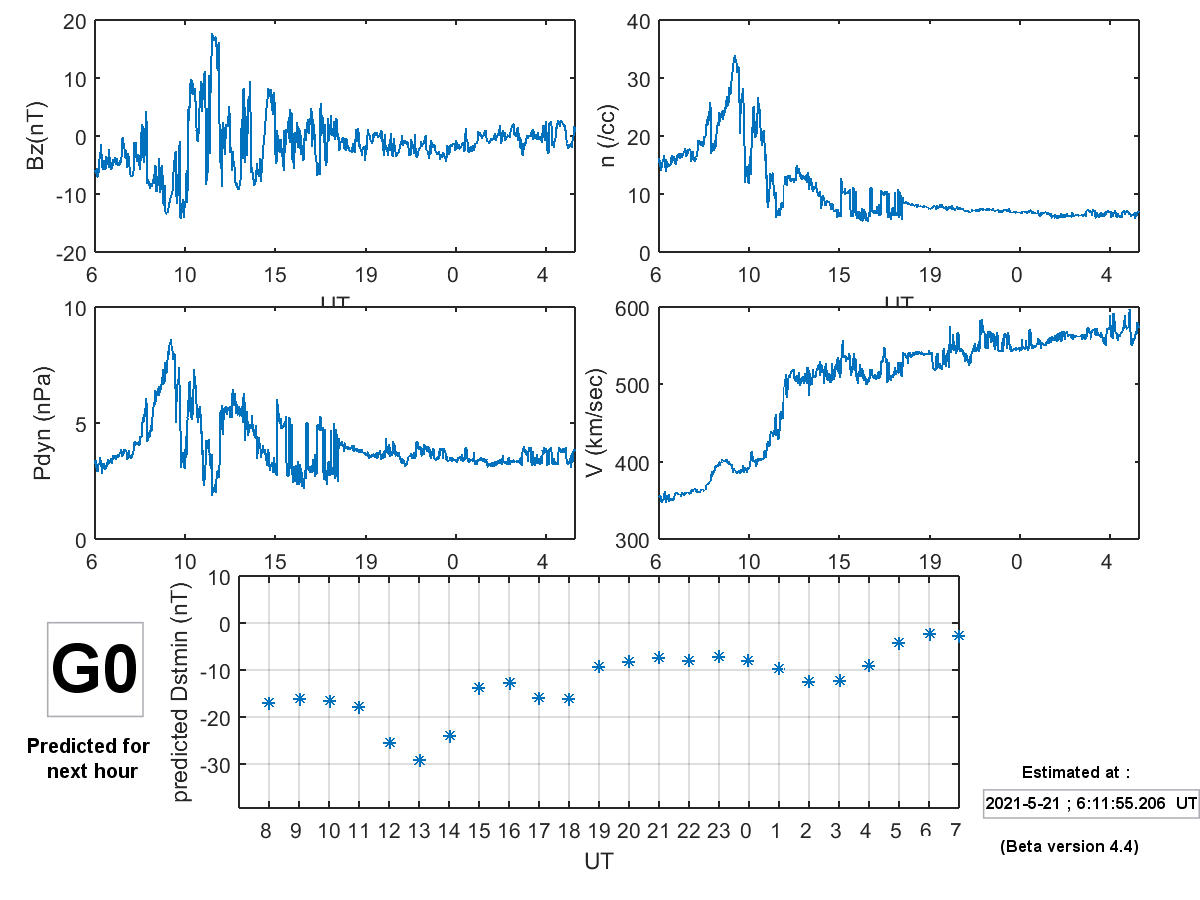 20
10
0
-10
-20
Bz(nT)
6 10 15 19 0 4
UT
40
30
20
10
0
n (/cc)
6 10 15 19 0 4
UT
10
5
0
Pdyn (nPa)
6 10 15 19 0 4
600
500
400
300
V (km/sec)
6 10 15 19 0 4
10
0
-10
-20
-30
predicted Dstmin (nT)
8 9 10 11 12 13 14 15 16 17 18 19 20 21 22 23 0 1 2 3 4 5 6 7
UT
G0
Predicted for
next hour
Estimated at :
2021-5-21 ; 6:11:55.206 UT
(Beta version 4.4)